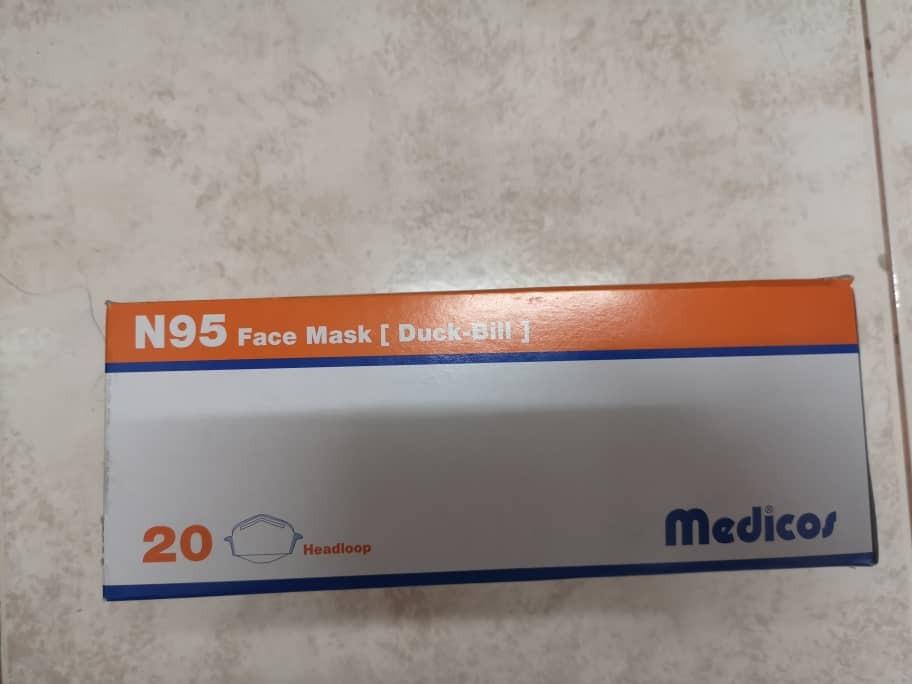 N95 Face Mask [ Duck-Bill ]
20 Headloop
Medicos®